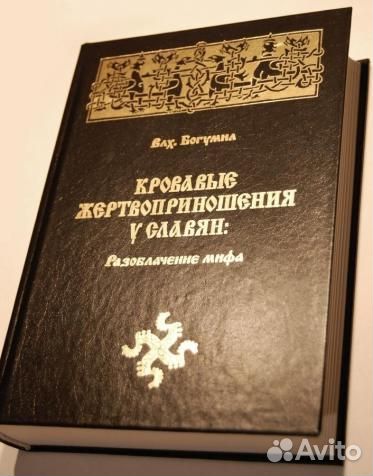 Влх. Богумил
КРОВАВЫЕ
ЖЕРТВОПРИНОШЕНИЯ
У СЛАВЯН:
Разоблачение мифа
Avito